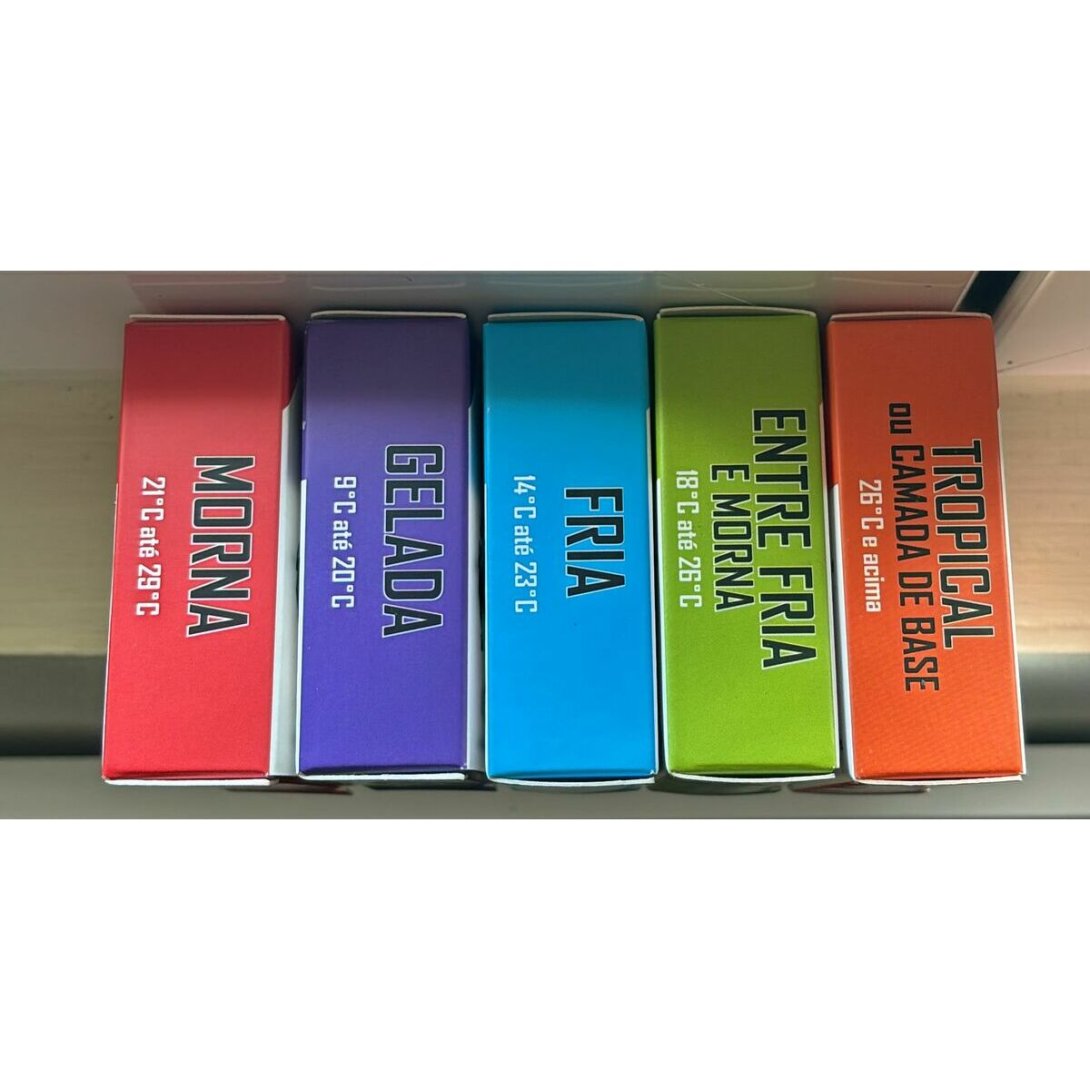 MORNA
21°C até 29°C
GELADA
9°C até 20°C
FRIA
14°C até 23°C
ENTRE FRIA
E MORNA
18°C até 26°C
TROPICAL
ou CAMADA DE BASE
26°C e acima